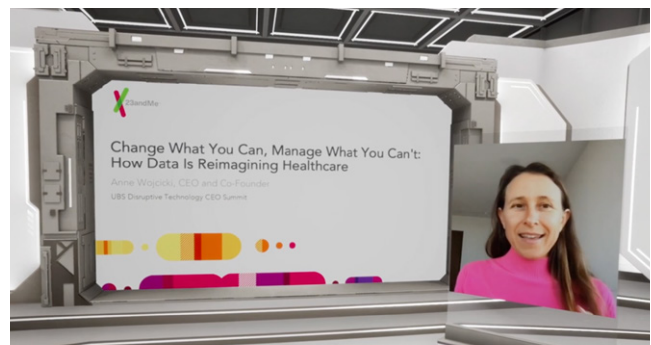 23andMe
Change What You Can, Manage What You Can't:
How Data Is Reimagining Healthcare
Anne Wojcicki, CEO and Co-Founder
UBS Disruptive Technology CEO Summit